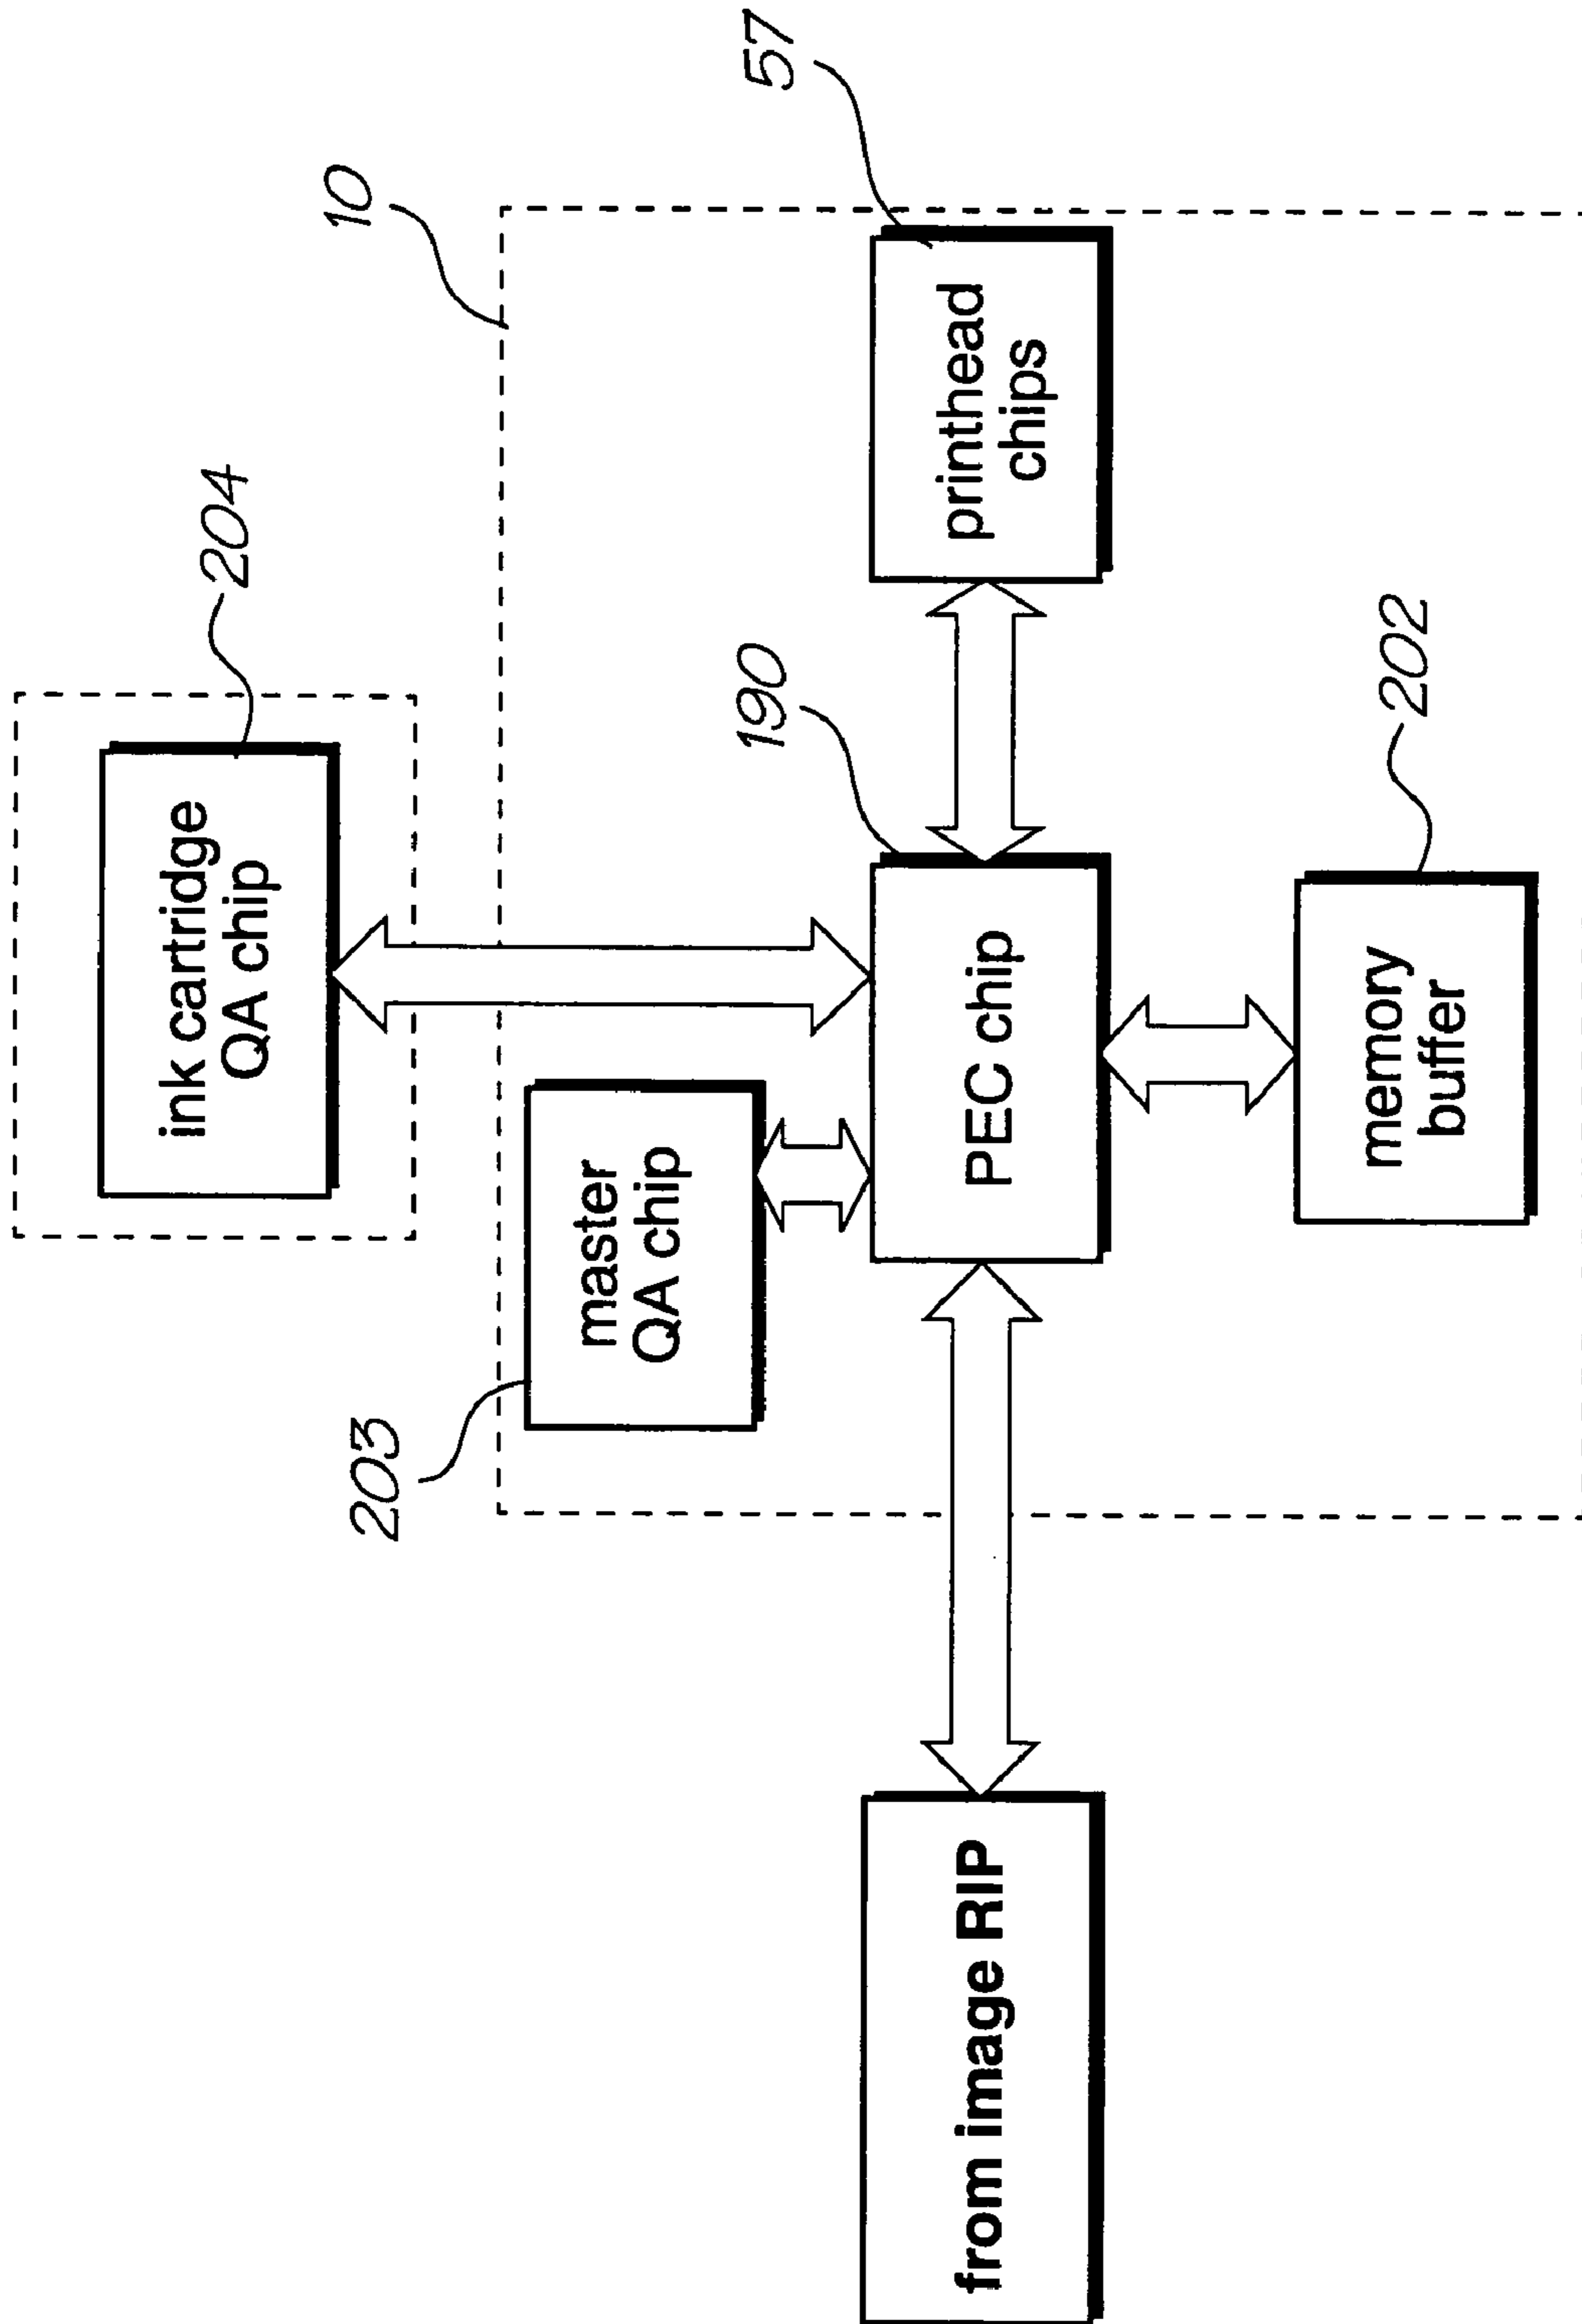 204
ink cartridge
QA chip
10
203
master
QA chip
57
190
from image RIP
PEC chip
printhead
chips
202
memory
buffer